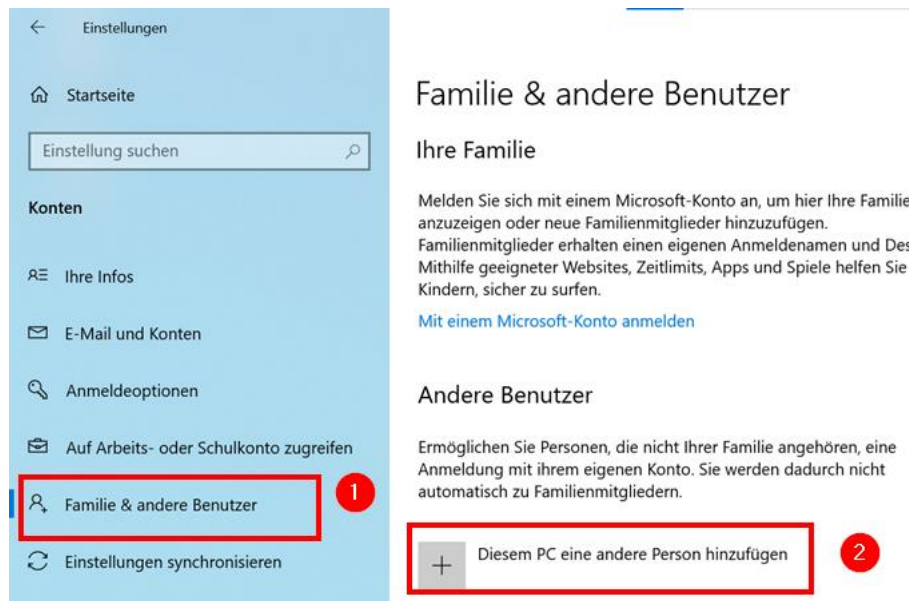 Einstellungen
Startseite
Einstellung suchen
Konten
Ihre Infos
E-Mail und Konten
Anmeldeoptionen
Auf Arbeits- oder Schulkonto zugreifen
Familie & andere Benutzer
1
Einstellungen synchronisieren
Familie & andere Benutzer
Ihre Familie
Melden Sie sich mit einem Microsoft-Konto an, um hier Ihre Familie
anzuzeigen oder neue Familienmitglieder hinzuzufügen.
Familienmitglieder erhalten einen eigenen Anmeldenamen und Des
Mithilfe geeigneter Websites, Zeitlimits, Apps und Spiele helfen Sie
Kindern, sicher zu surfen.
Mit einem Microsoft-Konto anmelden
Andere Benutzer
Ermöglichen Sie Personen, die nicht Ihrer Familie angehören, eine
Anmeldung mit ihrem eigenen Konto. Sie werden dadurch nicht
automatisch zu Familienmitgliedern.
Diesem PC eine andere Person hinzufügen
2